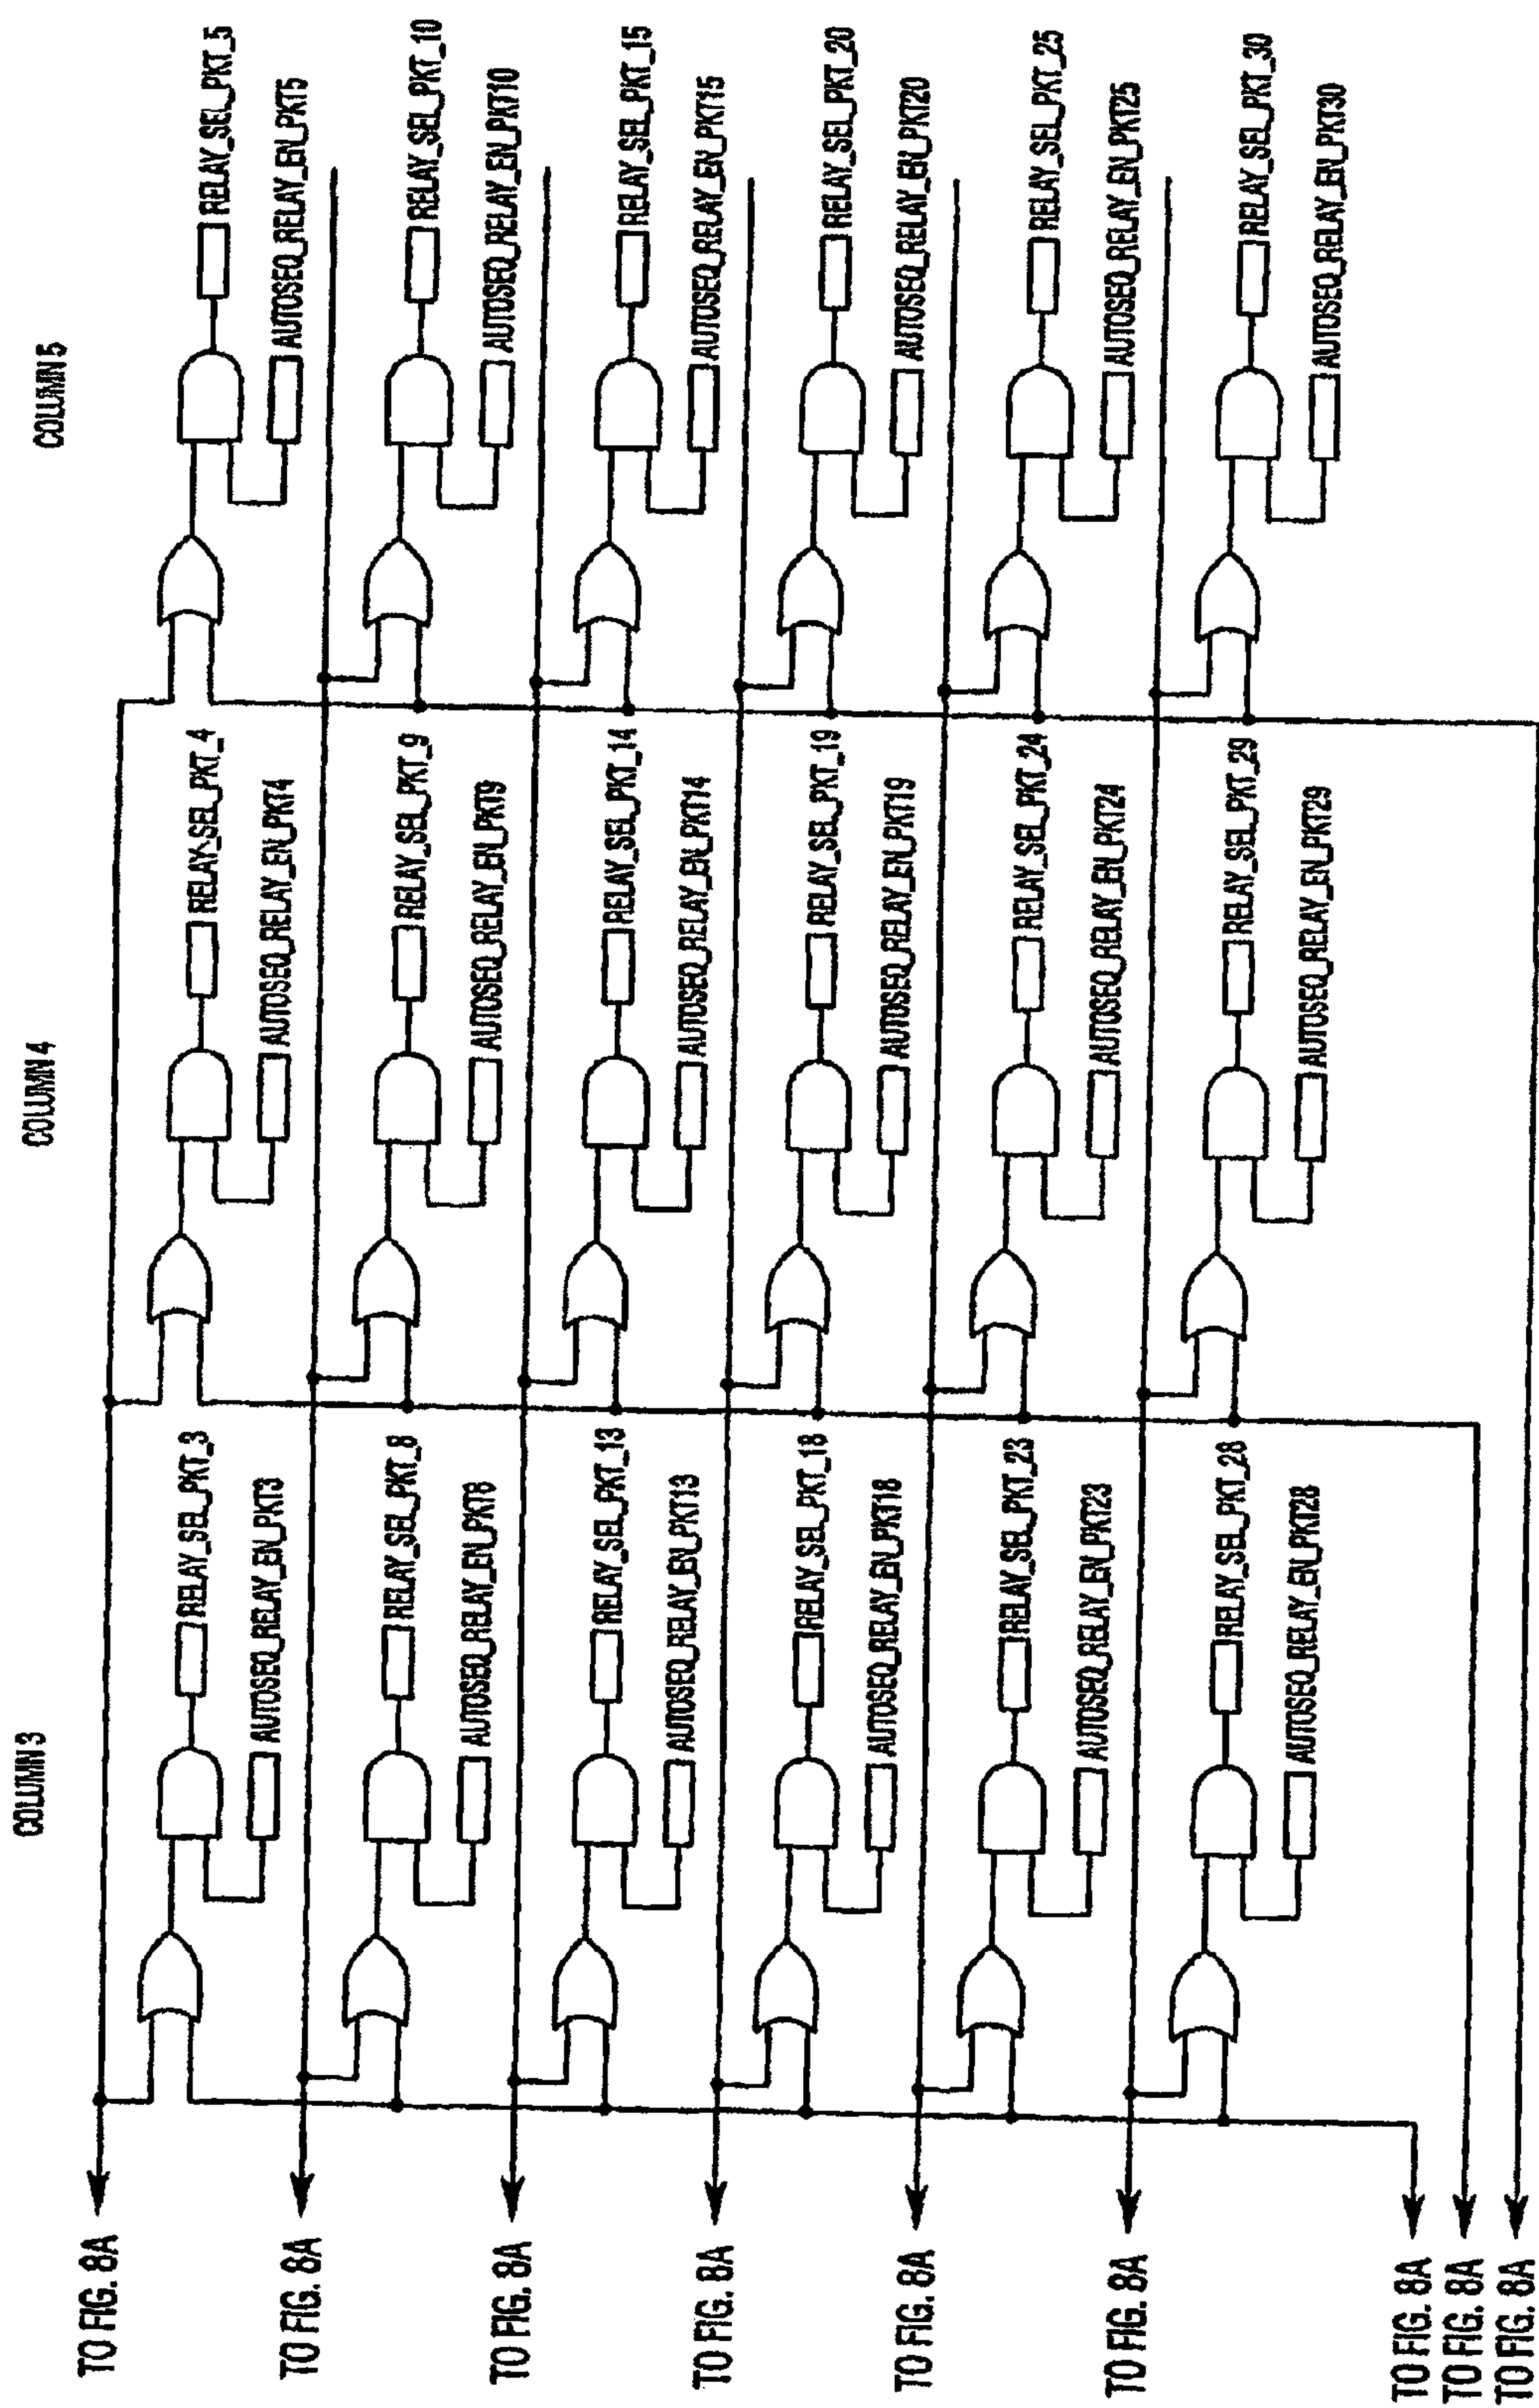 COLUMN 3
COLUMN 4
COLUMN 5
TO FIG. 8A
RELAY_SEL_PKT_3
AUTOSEQ_RELAY_EN_PKT3
RELAY_SEL_PKT_4
AUTOSEQ_RELAY_EN_PKT4
RELAY_SEL_PKT_5
AUTOSEQ_RELAY_EN_PKT5
TO FIG. 8A
RELAY_SEL_PKT_8
AUTOSEQ_RELAY_EN_PKT8
RELAY_SEL_PKT_9
AUTOSEQ_RELAY_EN_PKT9
RELAY_SEL_PKT_10
AUTOSEQ_RELAY_EN_PKT10
TO FIG. 8A
RELAY_SEL_PKT_13
AUTOSEQ_RELAY_EN_PKT13
RELAY_SEL_PKT_14
AUTOSEQ_RELAY_EN_PKT14
RELAY_SEL_PKT_15
AUTOSEQ_RELAY_EN_PKT15
TO FIG. 8A
RELAY_SEL_PKT_18
AUTOSEQ_RELAY_EN_PKT18
RELAY_SEL_PKT_19
AUTOSEQ_RELAY_EN_PKT19
RELAY_SEL_PKT_20
AUTOSEQ_RELAY_EN_PKT20
TO FIG. 8A
RELAY_SEL_PKT_23
AUTOSEQ_RELAY_EN_PKT23
RELAY_SEL_PKT_24
AUTOSEQ_RELAY_EN_PKT24
RELAY_SEL_PKT_25
AUTOSEQ_RELAY_EN_PKT25
TO FIG. 8A
RELAY_SEL_PKT_28
AUTOSEQ_RELAY_EN_PKT28
RELAY_SEL_PKT_29
AUTOSEQ_RELAY_EN_PKT29
RELAY_SEL_PKT_30
AUTOSEQ_RELAY_EN_PKT30
TO FIG. 8A
TO FIG. 8A
TO FIG. 8A